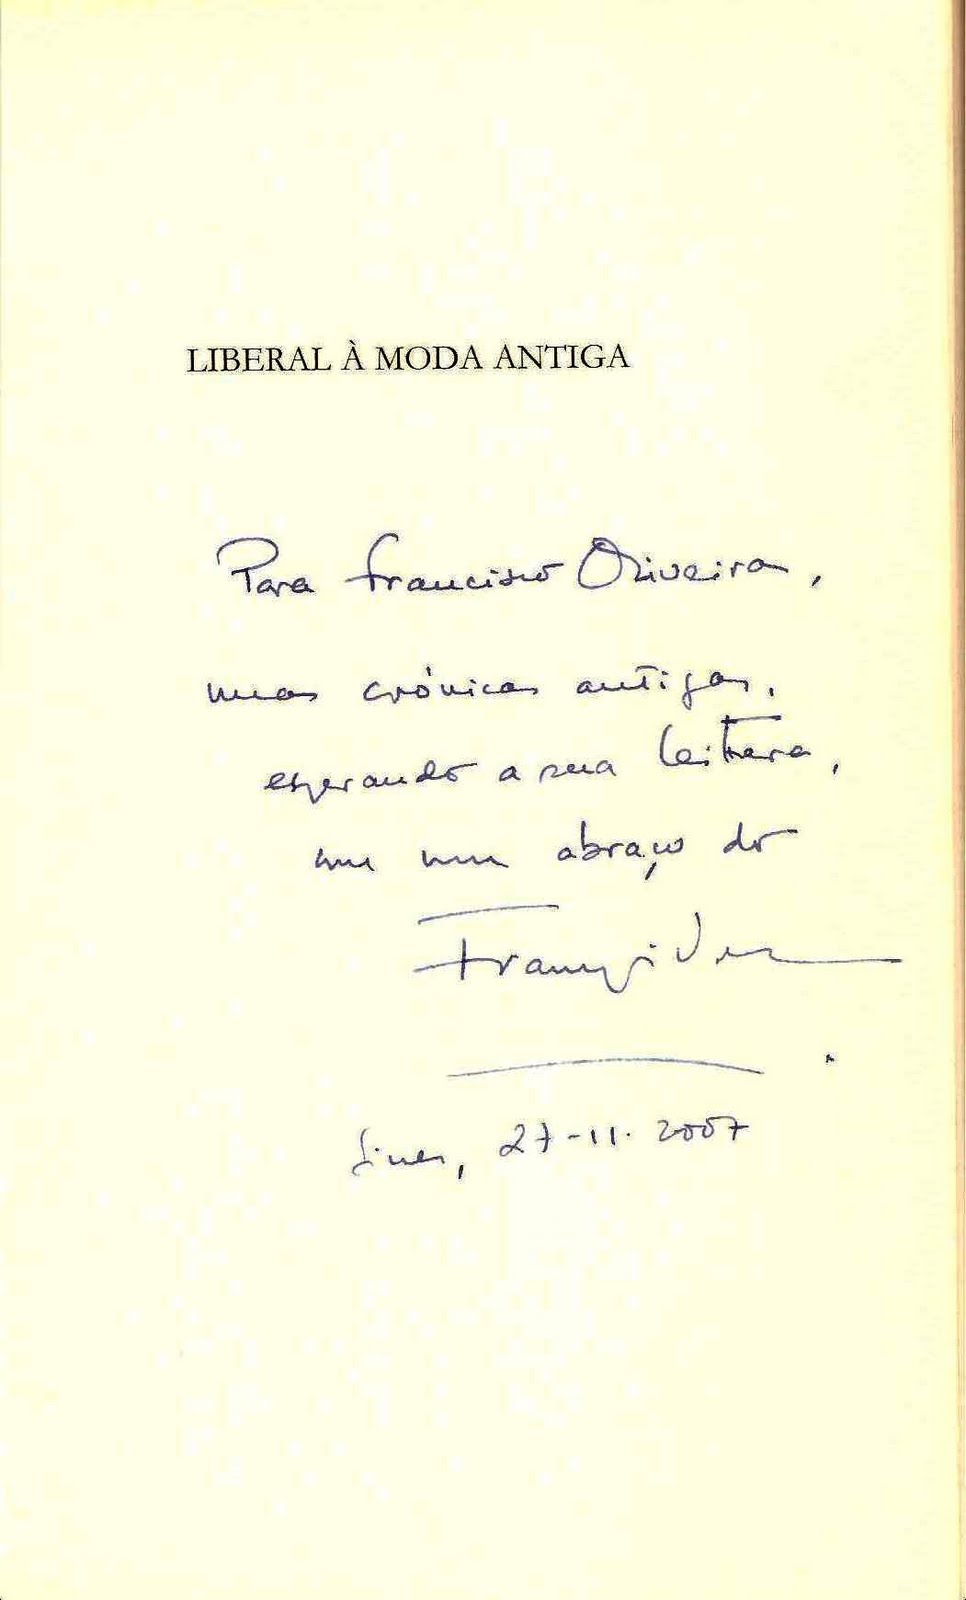 LIBERAL À MODA ANTIGA
Para Francisco Oliveira,
umas crónicas antigas,
esperando a sua leitura,
com um abraço do
Sines, 27-11-2007